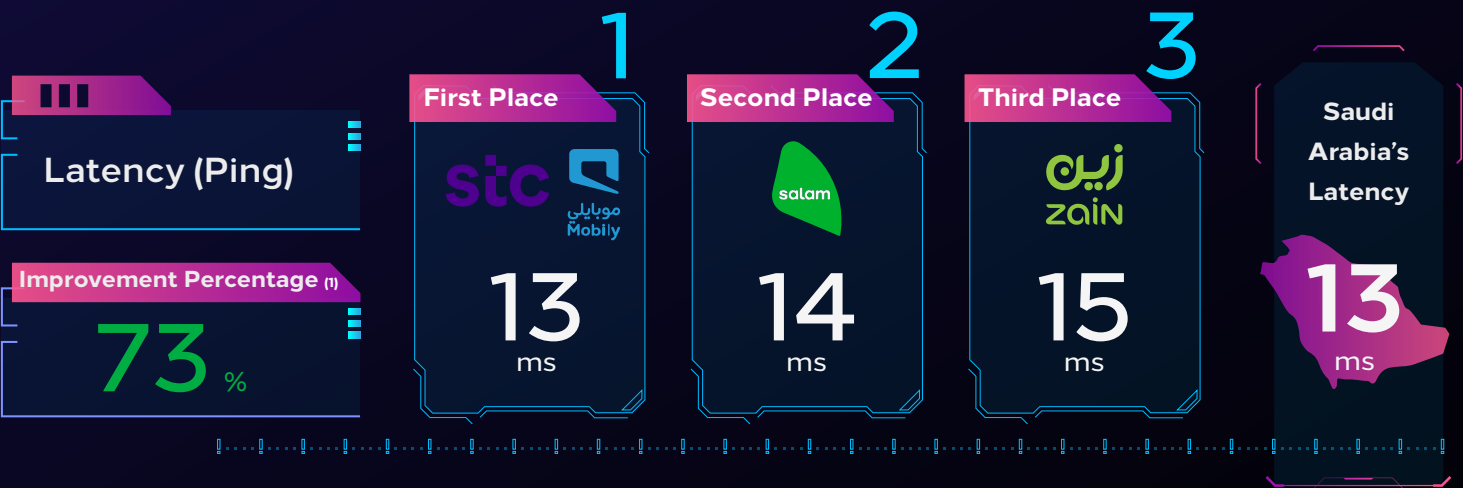 Latency (Ping)
Improvement Percentage (1)
73 %
1
First Place
stc
موبايلي
Mobily
13
ms
2
Second Place
salam
14
ms
3
Third Place
زين
zain
15
ms
Saudi
Arabia's
Latency
13
ms